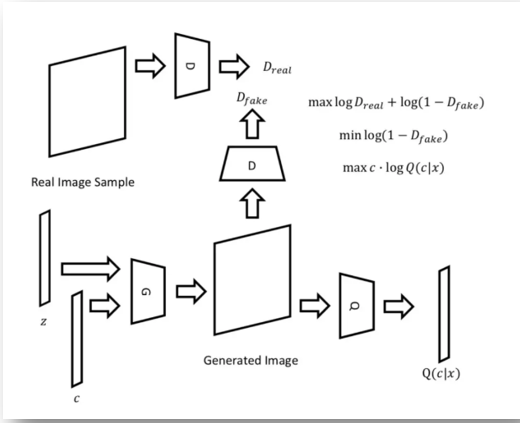 D
D_{real}
D_{fake}
max log D_{real} + log(1 − D_{fake})
min log(1 − D_{fake})
max c · log Q(c|x)
D
Real Image Sample
G
Q
z
Generated Image
Q(c|x)
c